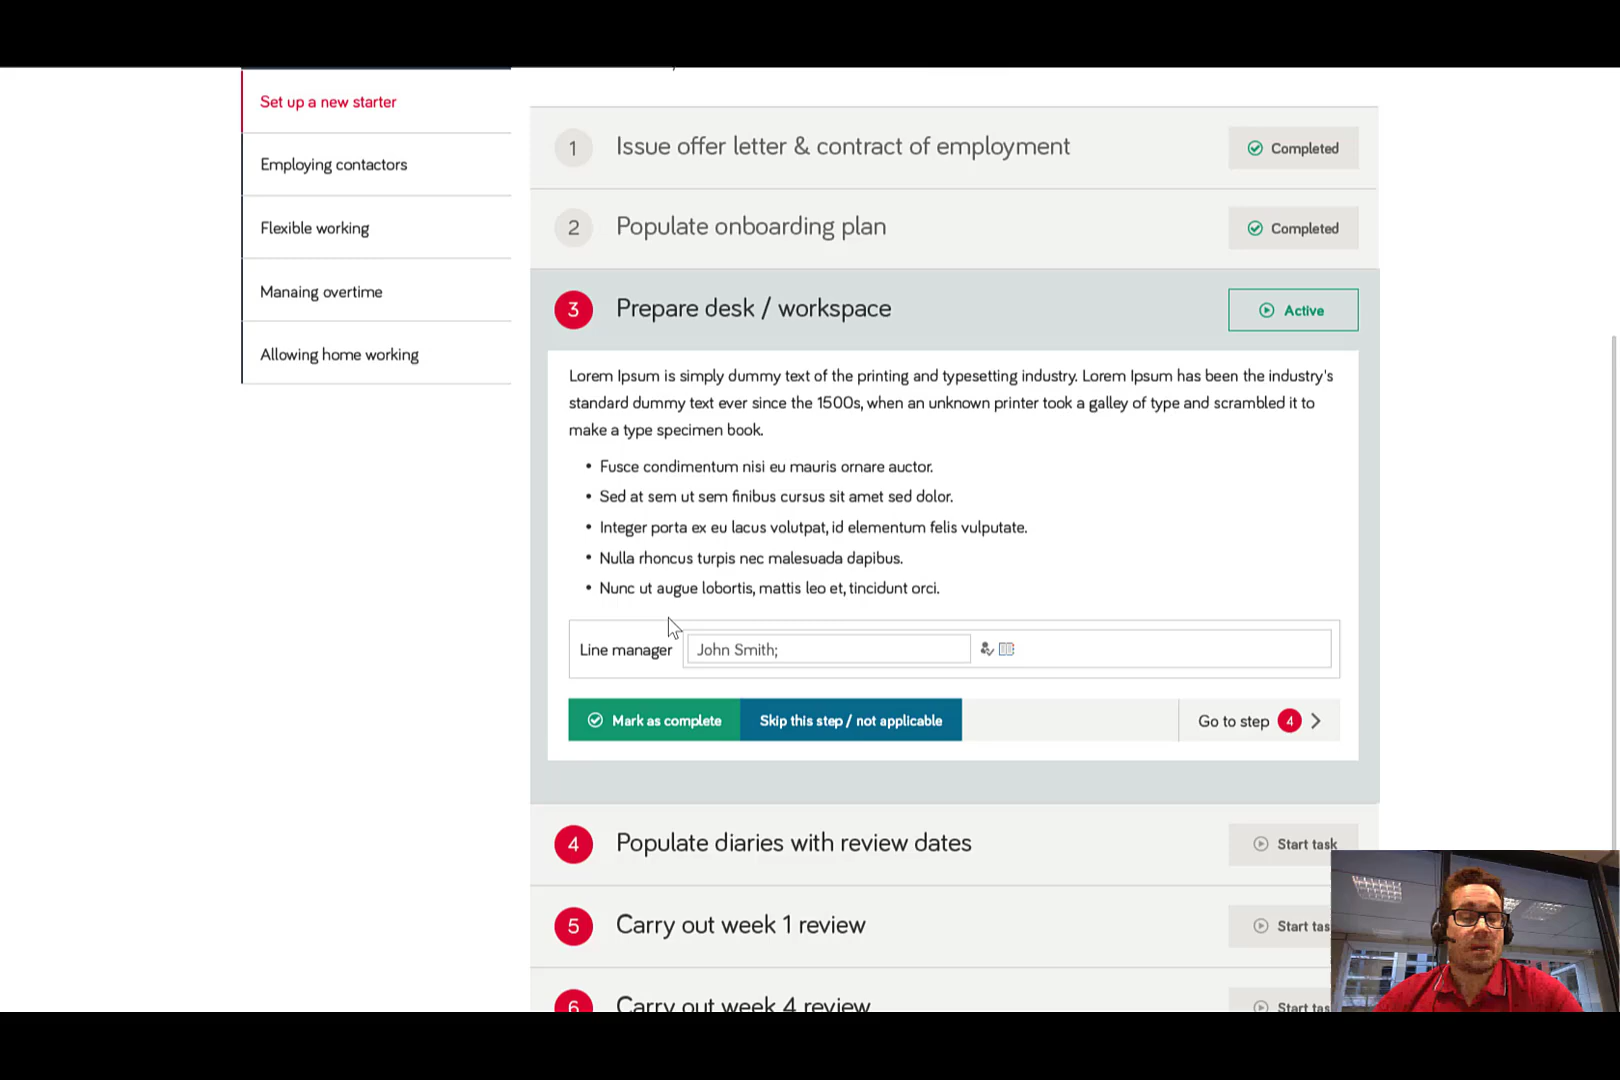 Set up a new starter
Employing contactors
Flexible working
Manaing overtime
Allowing home working
1 Issue offer letter & contract of employment Completed
2 Populate onboarding plan Completed
3 Prepare desk / workspace Active
Lorem Ipsum is simply dummy text of the printing and typesetting industry. Lorem Ipsum has been the industry's
standard dummy text ever since the 1500s, when an unknown printer took a galley of type and scrambled it to
make a type specimen book.
• Fusce condimentum nisi eu mauris ornare auctor.
• Sed at sem ut sem finibus cursus sit amet sed dolor.
• Integer porta ex eu lacus volutpat, id elementum felis vulputate.
• Nulla rhoncus turpis nec malesuada dapibus.
• Nunc ut augue lobortis, mattis leo et, tincidunt orci.
Line manager John Smith;
Mark as complete Skip this step / not applicable Go to step 4
4 Populate diaries with review dates Start task
5 Carry out week 1 review Start tas
6 Carry out week 4 review Start tas